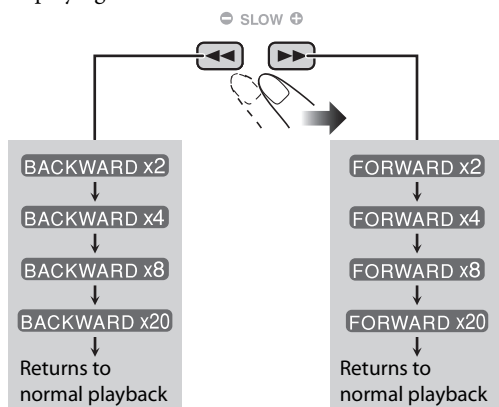 SLOW
BACKWARD x2
BACKWARD x4
BACKWARD x8
BACKWARD x20
Returns to
normal playback
FORWARD x2
FORWARD x4
FORWARD x8
FORWARD x20
Returns to
normal playback